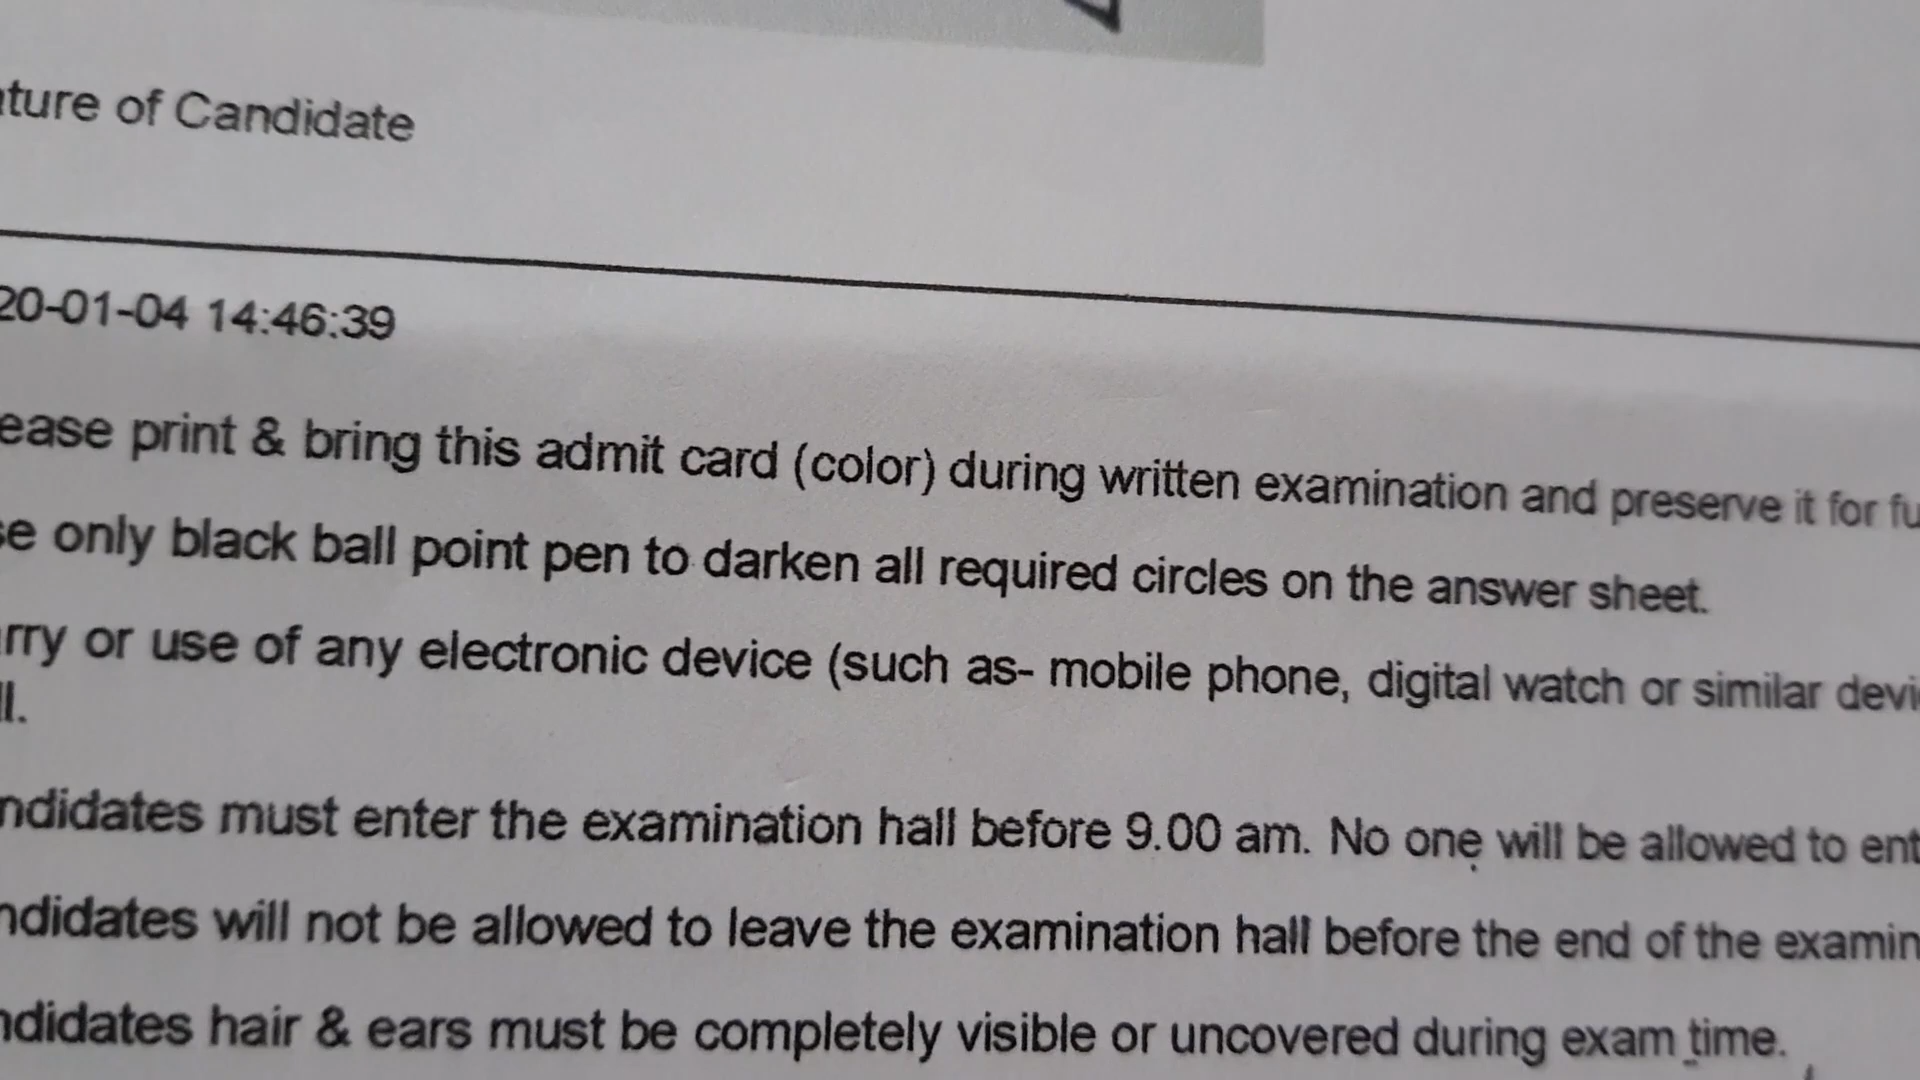 ture of Candidate
20-01-04 14:46:39
ease print & bring this admit card (color) during written examination and preserve it for fu
se only black ball point pen to darken all required circles on the answer sheet.
rry or use of any electronic device (such as- mobile phone, digital watch or similar devi
ll.
ndidates must enter the examination hall before 9.00 am. No one will be allowed to ent
ndidates will not be allowed to leave the examination hall before the end of the examin
ndidates hair & ears must be completely visible or uncovered during exam time.